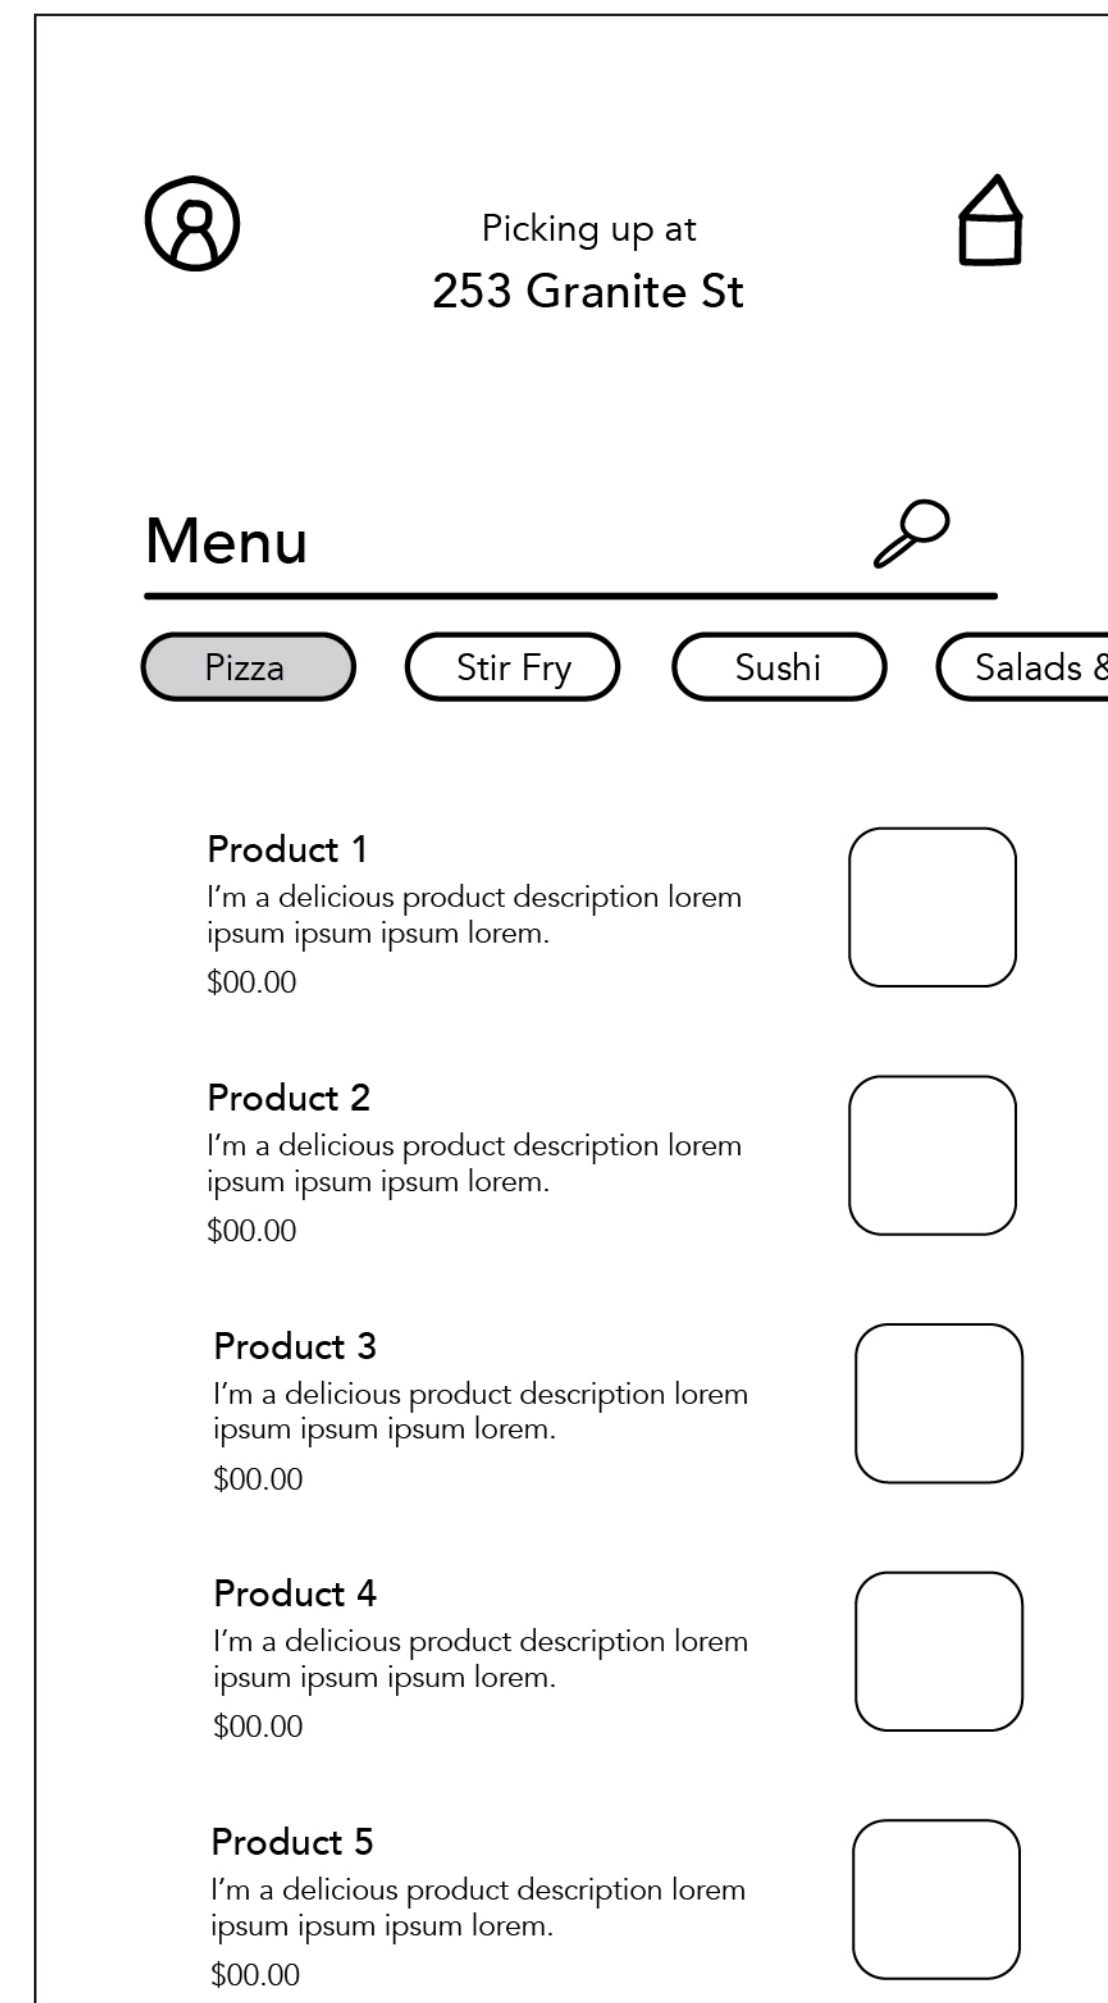 Picking up at
253 Granite St
Menu
Pizza
Stir Fry
Sushi
Salads &
Product 1
I’m a delicious product description lorem
ipsum ipsum ipsum lorem.
$00.00
Product 2
I’m a delicious product description lorem
ipsum ipsum ipsum lorem.
$00.00
Product 3
I’m a delicious product description lorem
ipsum ipsum ipsum lorem.
$00.00
Product 4
I’m a delicious product description lorem
ipsum ipsum ipsum lorem.
$00.00
Product 5
I’m a delicious product description lorem
ipsum ipsum ipsum lorem.
$00.00